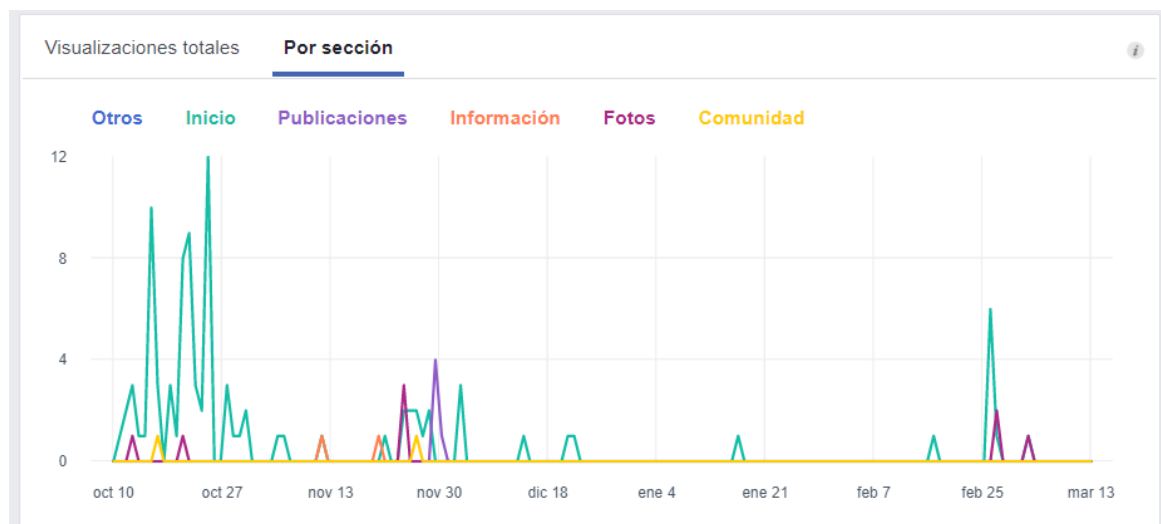 Visualizaciones totales Por sección i
Otros Inicio Publicaciones Información Fotos Comunidad
12
8
4
0
oct 10 oct 27 nov 13 nov 30 dic 18 ene 4 ene 21 feb 7 feb 25 mar 13